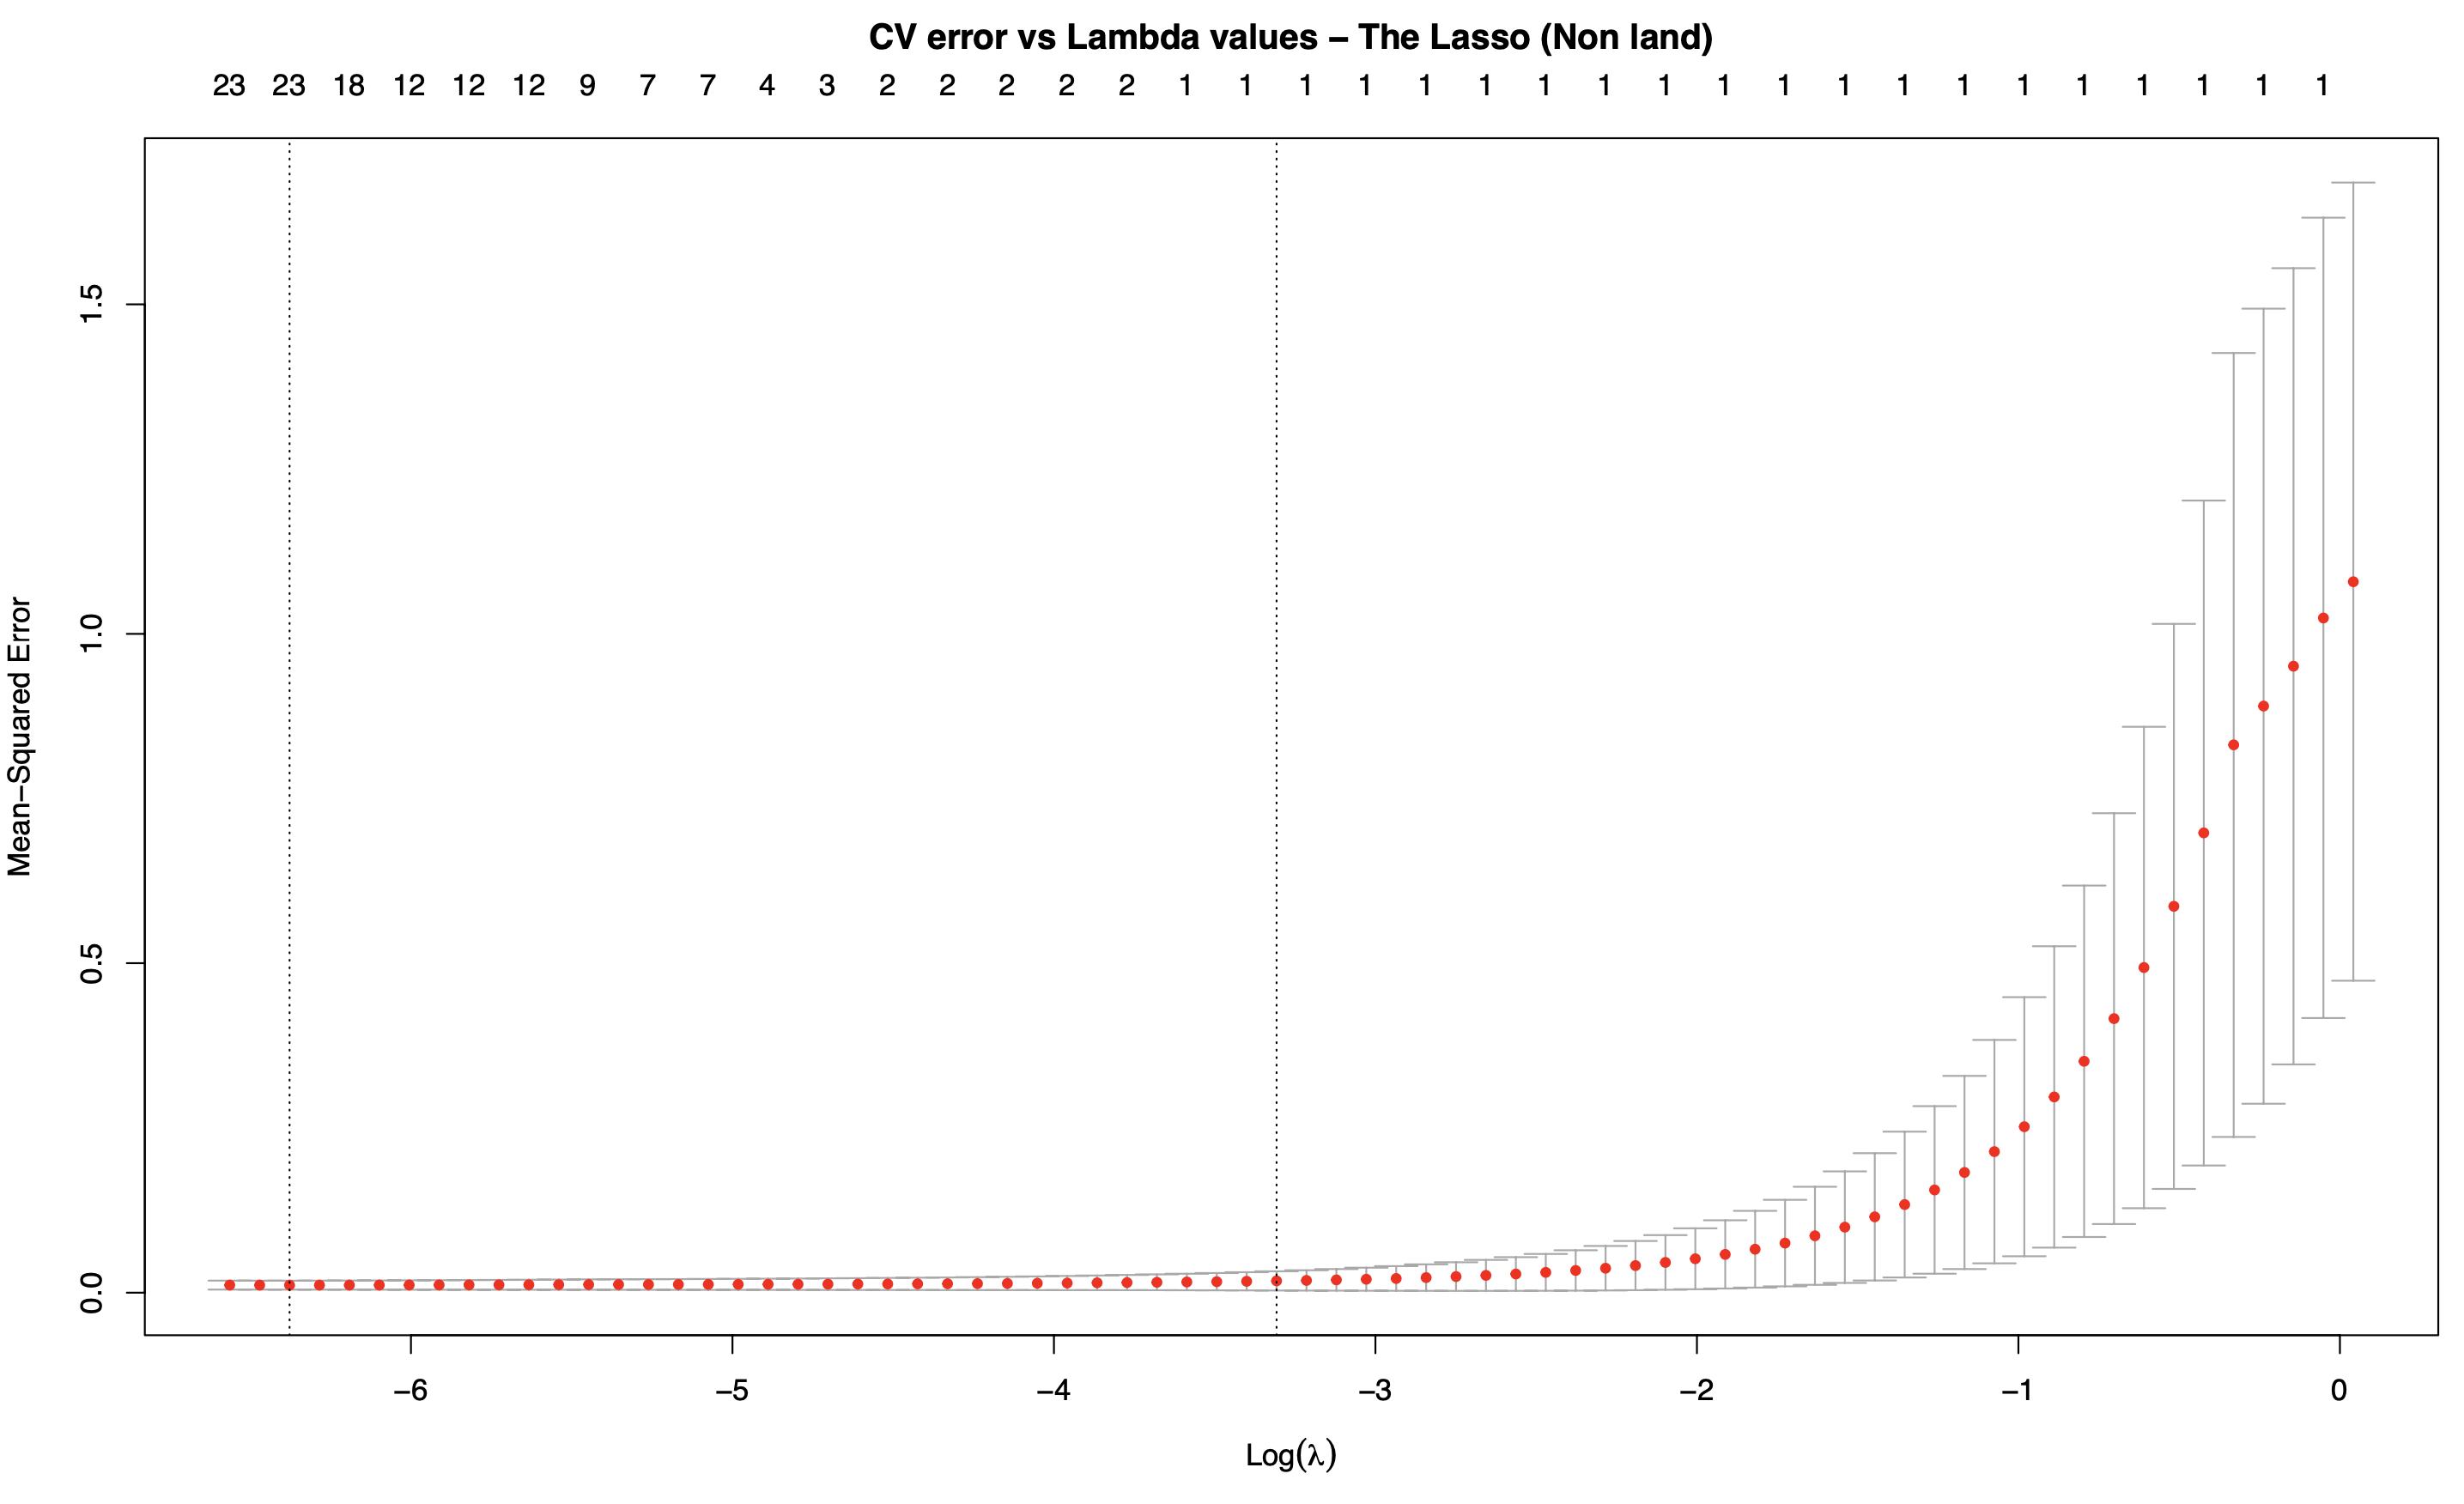 CV error vs Lambda values – The Lasso (Non land)
23 23 18 12 12 12 9 7 7 4 3 2 2 2 2 2 1 1 1 1 1 1 1 1 1 1 1 1 1 1 1 1 1 1 1 1
Mean−Squared Error
1.5
1.0
0.5
0.0
−6 −5 −4 −3 −2 −1 0
Log(λ)